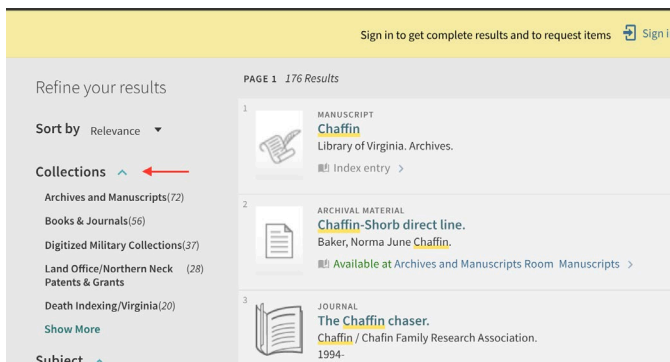 Sign in to get complete results and to request items Sign i
Refine your results
Sort by Relevance
Collections
Archives and Manuscripts(72)
Books & Journals(56)
Digitized Military Collections(37)
Land Office/Northern Neck (28)
Patents & Grants
Death Indexing/Virginia(20)
Show More
Subject
PAGE 1 176 Results
1
MANUSCRIPT
Chaffin
Library of Virginia. Archives.
Index entry
2
ARCHIVAL MATERIAL
Chaffin-Shorb direct line.
Baker, Norma June Chaffin.
Available at Archives and Manuscripts Room Manuscripts
3
JOURNAL
The Chaffin chaser.
Chaffin / Chafin Family Research Association.
1994-